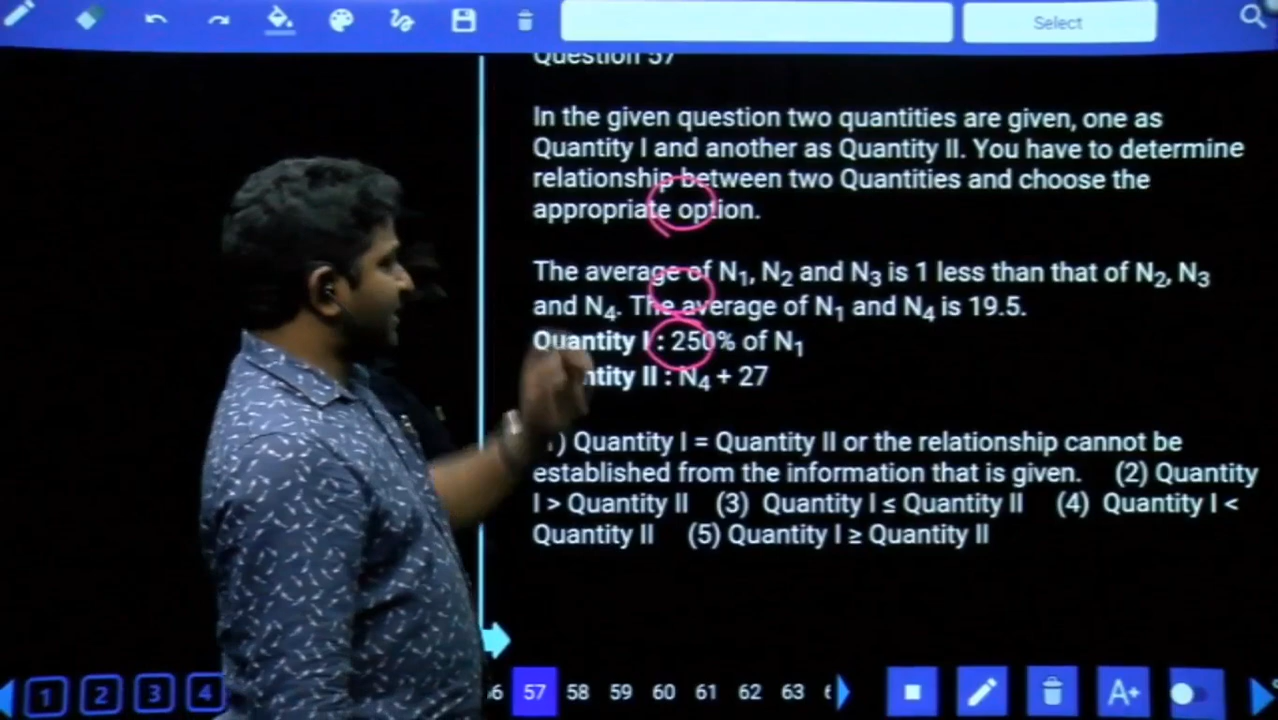 Select
Question 57
In the given question two quantities are given, one as
Quantity I and another as Quantity II. You have to determine
relationship between two Quantities and choose the
appropriate option.
The average of N₁, N₂ and N₃ is 1 less than that of N₂, N₃
and N₄. The average of N₁ and N₄ is 19.5.
Quantity I : 250% of N₁
ntity II : N₄ + 27
1) Quantity I = Quantity II or the relationship cannot be
established from the information that is given. (2) Quantity
I > Quantity II (3) Quantity I ≤ Quantity II (4) Quantity I <
Quantity II (5) Quantity I ≥ Quantity II
1 2 3 4 6 57 58 59 60 61 62 63 A+